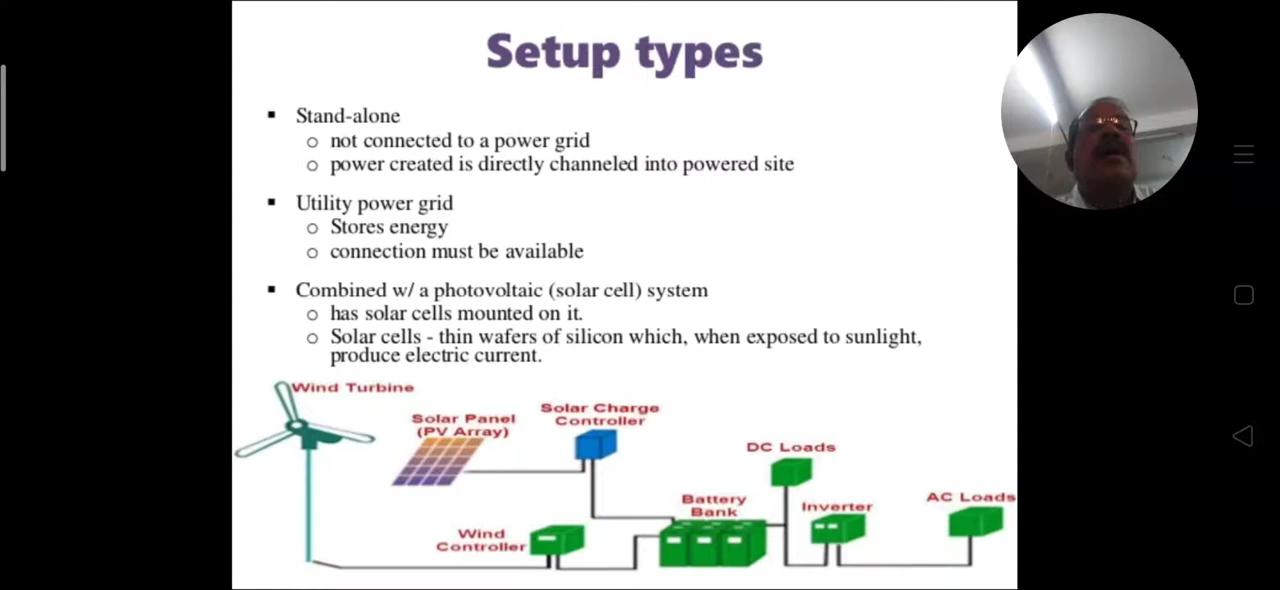 Setup types
▪ Stand-alone
o not connected to a power grid
o power created is directly channeled into powered site
▪ Utility power grid
o Stores energy
o connection must be available
▪ Combined w/ a photovoltaic (solar cell) system
o has solar cells mounted on it.
o Solar cells - thin wafers of silicon which, when exposed to sunlight,
produce electric current.
Wind Turbine
Solar Panel
(PV Array)
Solar Charge
Controller
DC Loads
Battery
Bank
Inverter
AC Loads
Wind
Controller